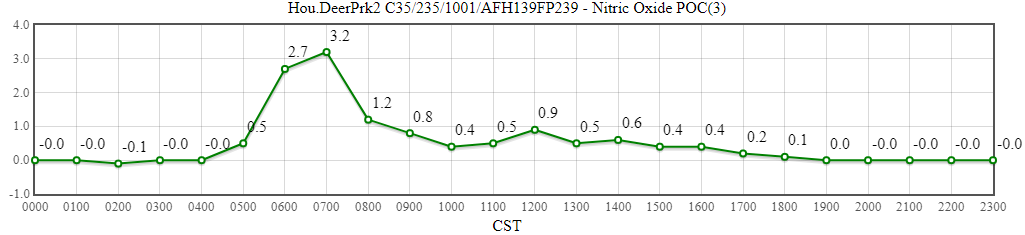 Hou.DeerPrk2 C35/235/1001/AFH139FP239 - Nitric Oxide POC(3)
4.0
3.0
2.0
1.0
0.0
-1.0
-0.0 -0.0 -0.1 -0.0 -0.0 0.5 2.7 3.2 1.2 0.8 0.4 0.5 0.9 0.5 0.6 0.4 0.4 0.2 0.1 0.0 -0.0 -0.0 -0.0 -0.0
0000 0100 0200 0300 0400 0500 0600 0700 0800 0900 1000 1100 1200 1300 1400 1500 1600 1700 1800 1900 2000 2100 2200 2300
CST